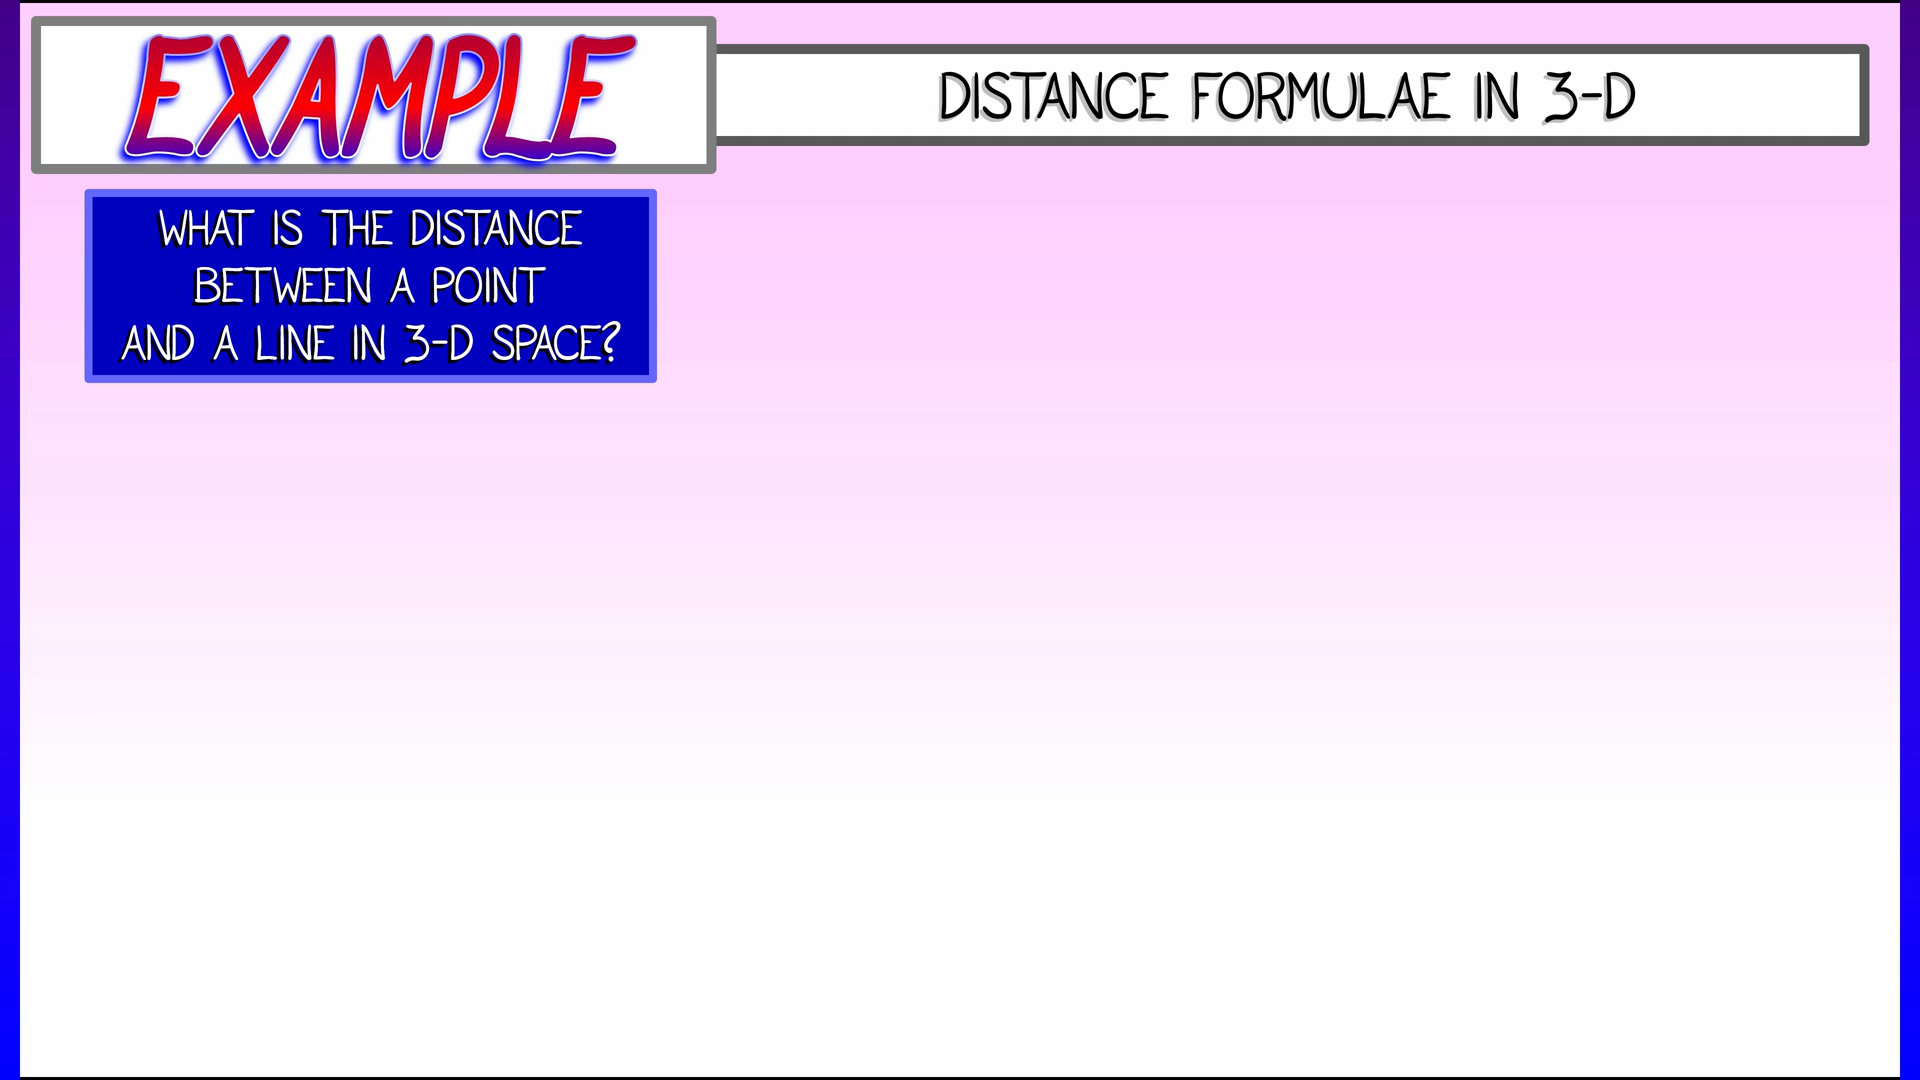 EXAMPLE
DISTANCE FORMULAE IN 3-D
WHAT IS THE DISTANCE
BETWEEN A POINT
AND A LINE IN 3-D SPACE?